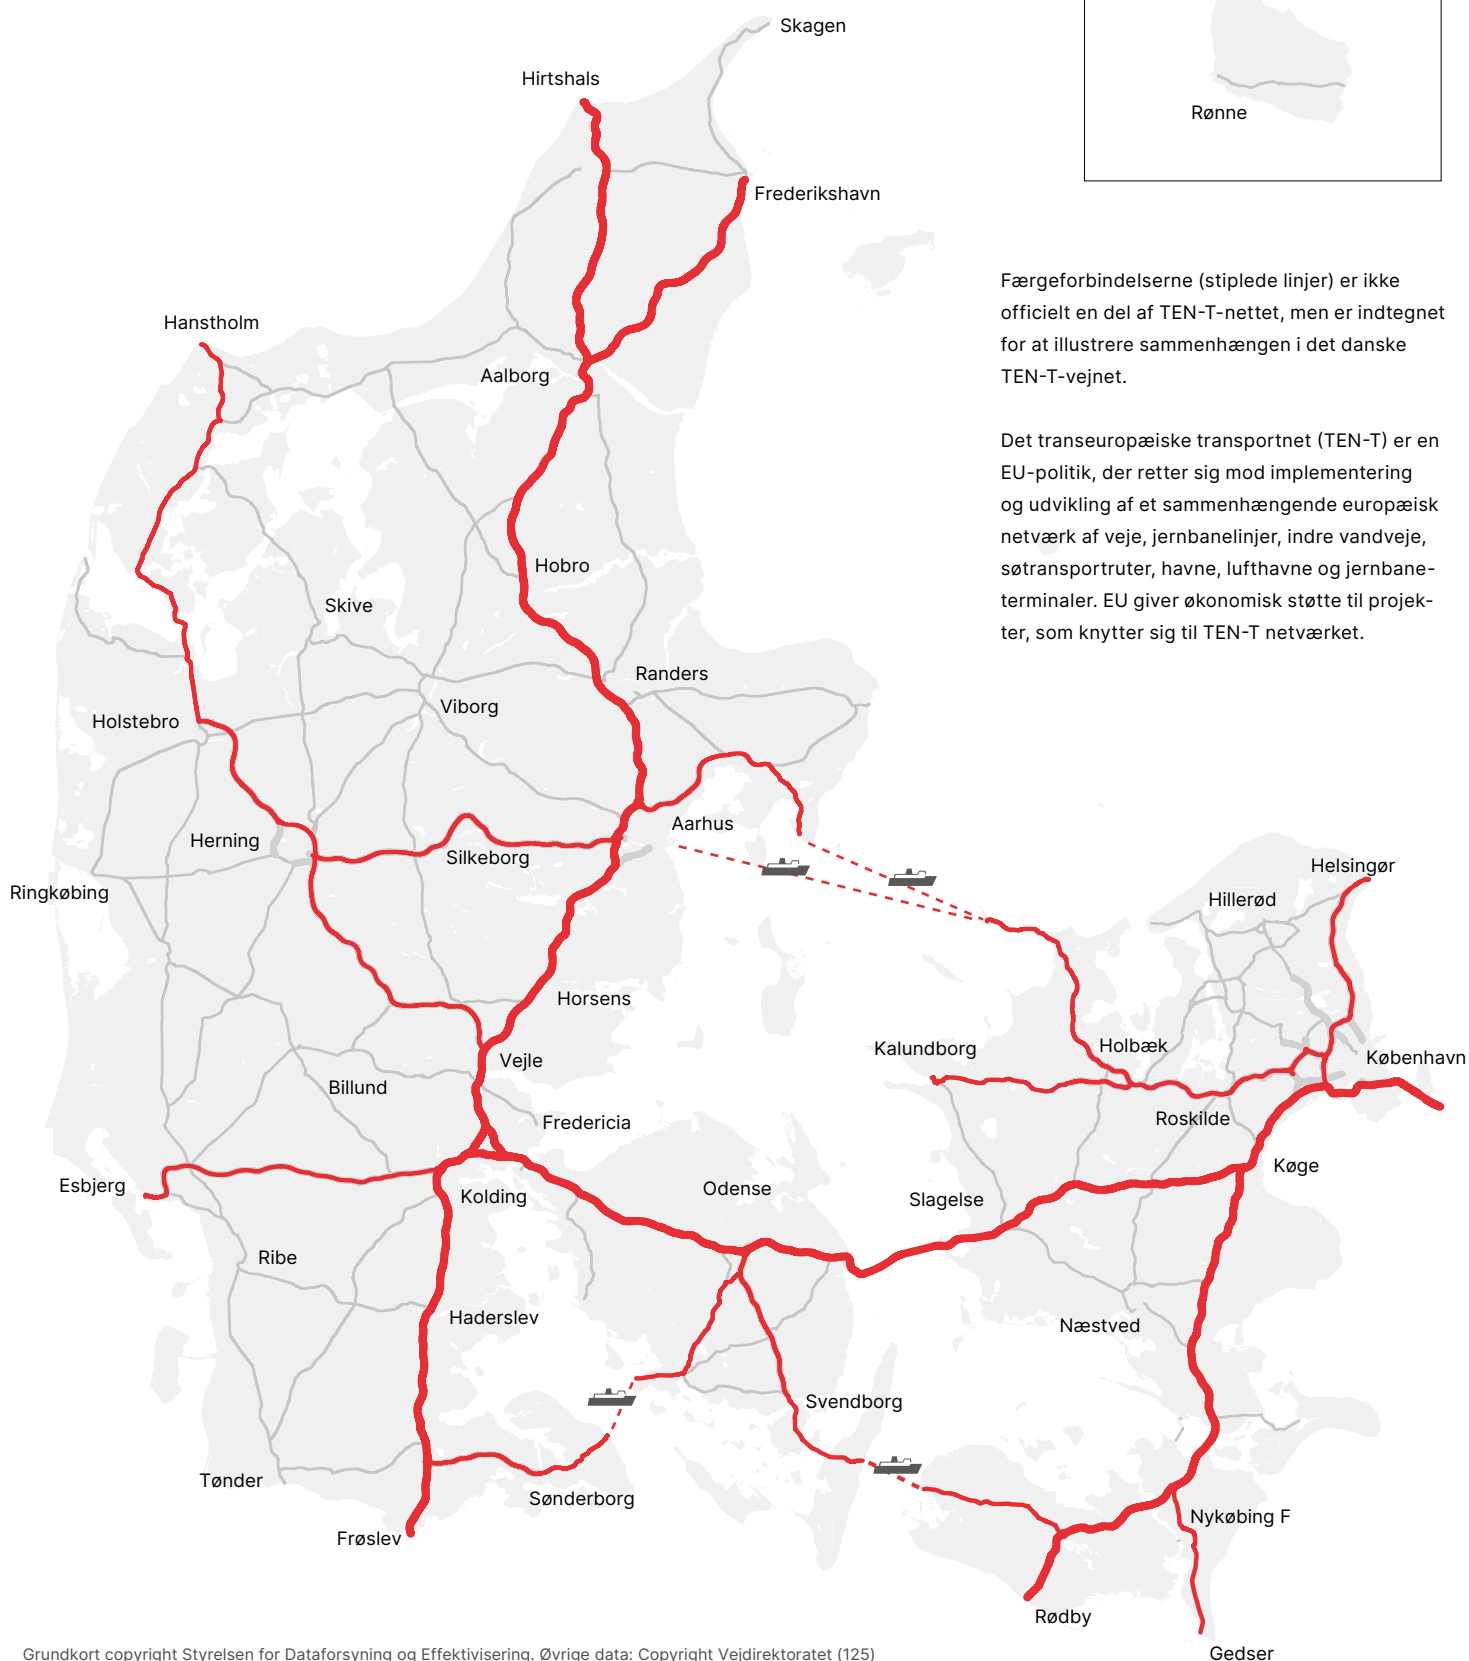 Skagen
Hirtshals
Rønne
Frederikshavn
Færgeforbindelserne (stiplede linjer) er ikke
officielt en del af TEN-T-nettet, men er indtegnet
for at illustrere sammenhængen i det danske
TEN-T-vejnet.
Hanstholm
Aalborg
Det transeuropæiske transportnet (TEN-T) er en
EU-politik, der retter sig mod implementering
og udvikling af et sammenhængende europæisk
netværk af veje, jernbanelinjer, indre vandveje,
søtransportruter, havne, lufthavne og jernbane-
terminaler. EU giver økonomisk støtte til projek-
ter, som knytter sig til TEN-T netværket.
Hobro
Skive
Randers
Viborg
Holstebro
Aarhus
Herning
Silkeborg
Helsingør
Ringkøbing
Hillerød
Horsens
Kalundborg
Holbæk
København
Vejle
Billund
Fredericia
Roskilde
Køge
Esbjerg
Kolding
Odense
Slagelse
Ribe
Haderslev
Næstved
Svendborg
Tønder
Sønderborg
Nykøbing F
Frøslev
Rødby
Gedser
Grundkort copyright Styrelsen for Dataforsyning og Effektivisering. Øvrige data: Copyright Vejdirektoratet (125)